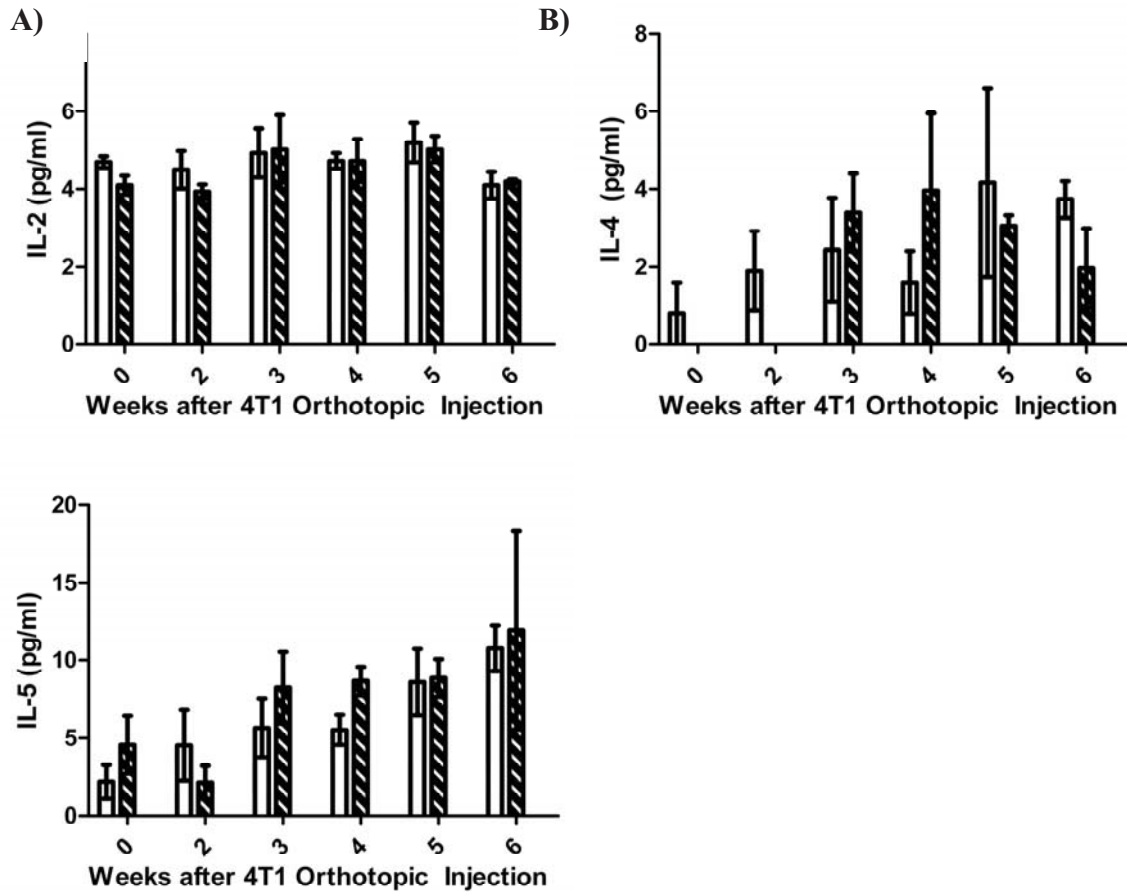 A)
IL-2 (pg/ml)
6
4
2
0
0 2 3 4 5 6
Weeks after 4T1 Orthotopic Injection
B)
IL-4 (pg/ml)
8
6
4
2
0
0 2 3 4 5 6
Weeks after 4T1 Orthotopic Injection
IL-5 (pg/ml)
20
15
10
5
0
0 2 3 4 5 6
Weeks after 4T1 Orthotopic Injection